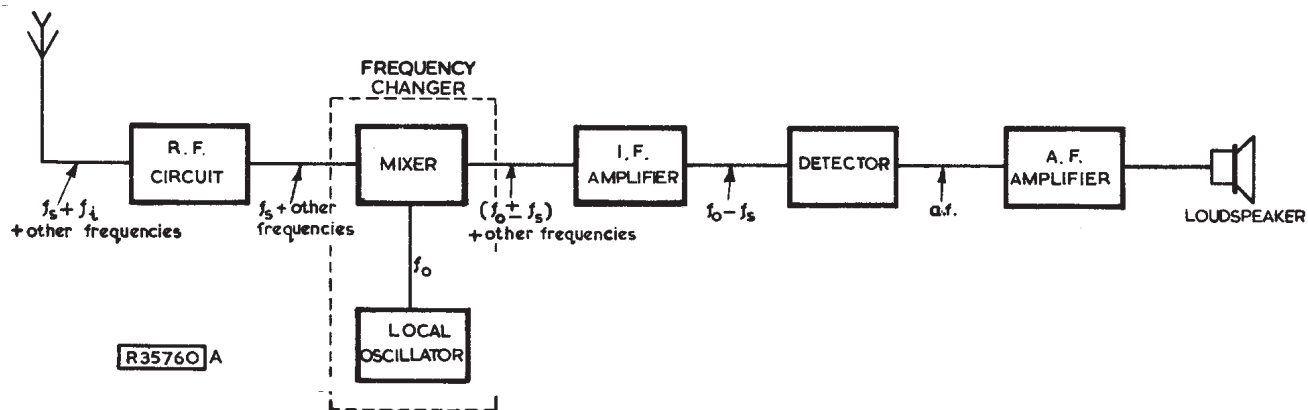 FREQUENCY
CHANGER
R. F.
CIRCUIT
MIXER
I. F.
AMPLIFIER
DETECTOR
A. F.
AMPLIFIER
LOUDSPEAKER
fs + fi
+ other frequencies
fs + other
frequencies
(fo ± fs)
+ other frequencies
fo – fs
a.f.
fo
LOCAL
OSCILLATOR
R35760 A